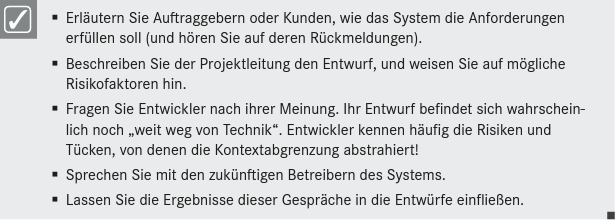 ▪ Erläutern Sie Auftraggebern oder Kunden, wie das System die Anforderungen
erfüllen soll (und hören Sie auf deren Rückmeldungen).
▪ Beschreiben Sie der Projektleitung den Entwurf, und weisen Sie auf mögliche
Risikofaktoren hin.
▪ Fragen Sie Entwickler nach ihrer Meinung. Ihr Entwurf befindet sich wahrschein-
lich noch „weit weg von Technik“. Entwickler kennen häufig die Risiken und
Tücken, von denen die Kontextabgrenzung abstrahiert!
▪ Sprechen Sie mit den zukünftigen Betreibern des Systems.
▪ Lassen Sie die Ergebnisse dieser Gespräche in die Entwürfe einfließen.